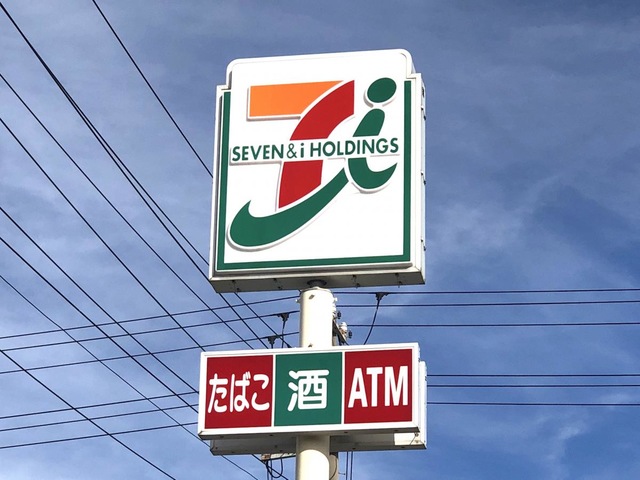 SEVEN & i HOLDINGS
たばこ 酒 ATM